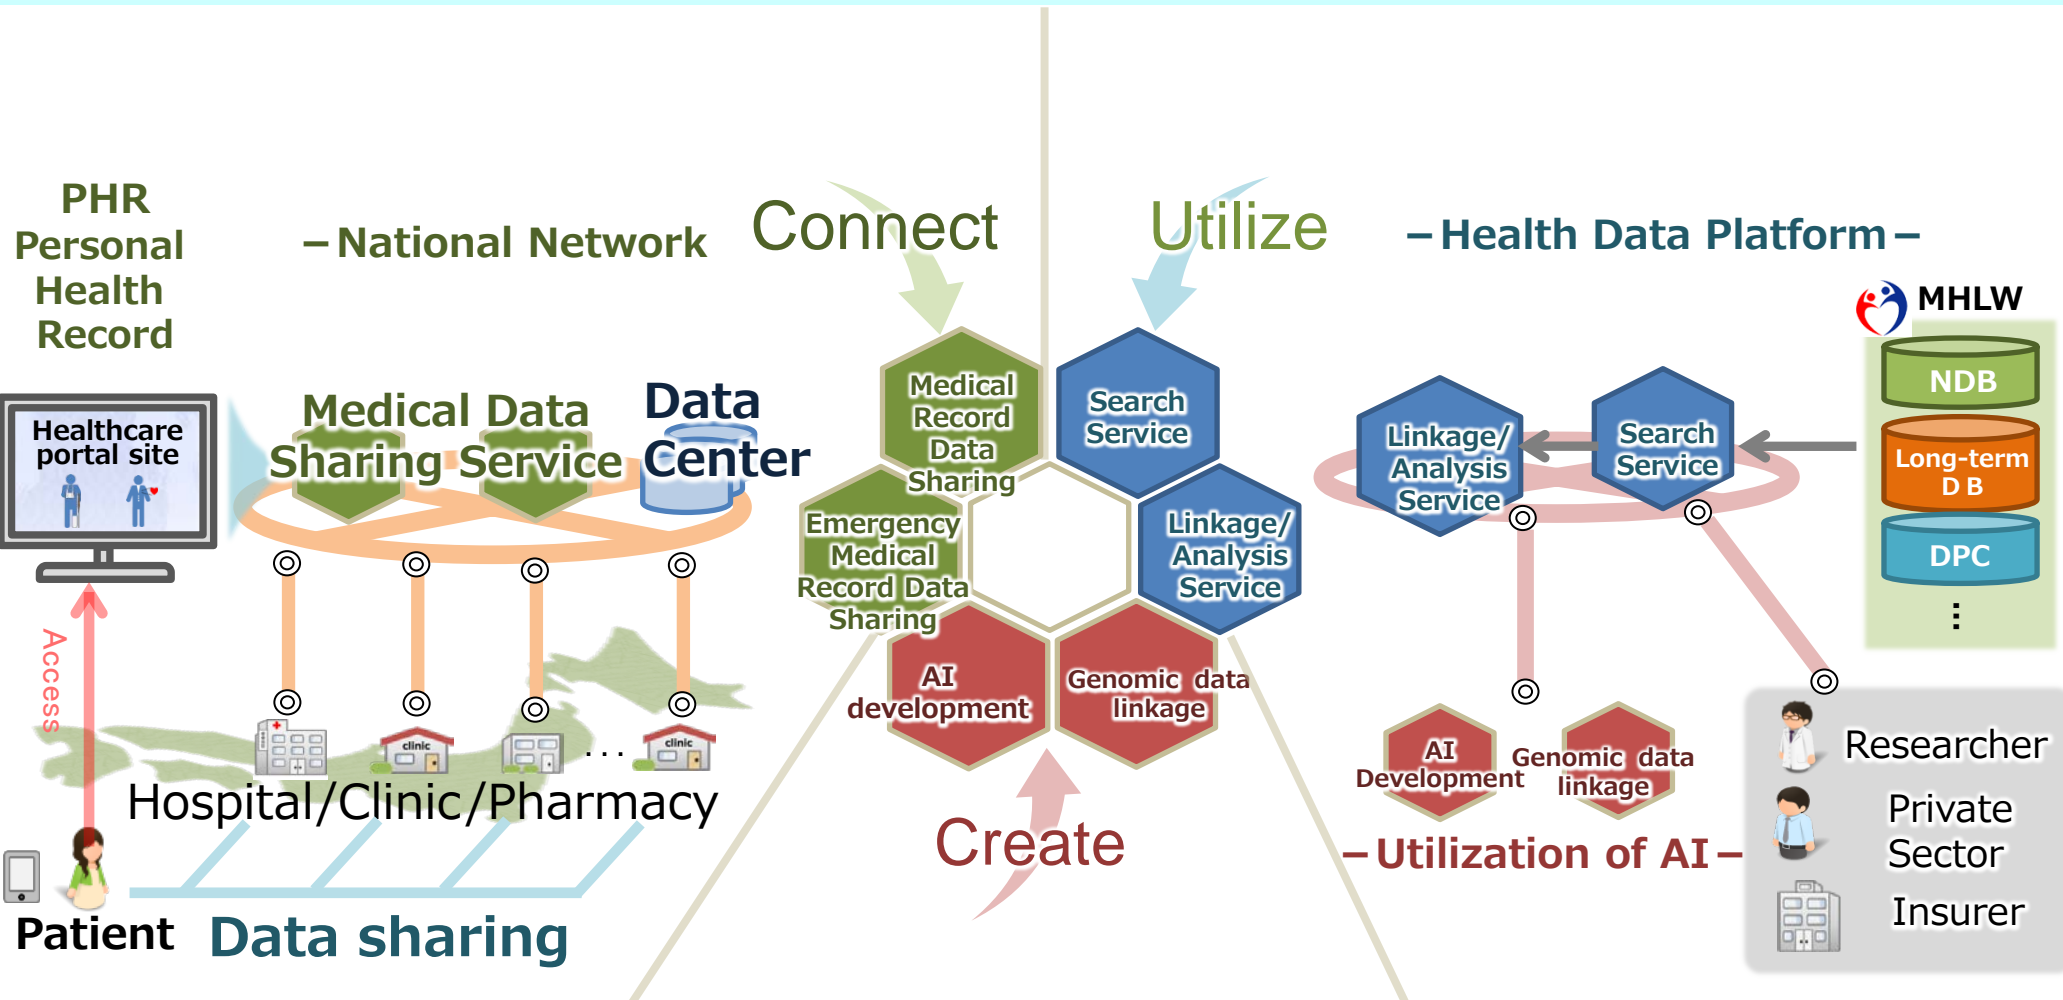 PHR
Personal
Health
Record
–National Network
Connect
Utilize
–Health Data Platform–
MHLW
NDB
Long-term
D B
DPC
⋮
Healthcare
portal site
Medical Data
Sharing Service
Data
Center
Medical
Record
Data
Sharing
Search
Service
Emergency
Medical
Record Data
Sharing
Linkage/
Analysis
Service
AI
development
Genomic data
linkage
Create
Linkage/
Analysis
Service
Search
Service
Access
clinic
...
clinic
Hospital/Clinic/Pharmacy
Patient
Data sharing
AI
Development
Genomic data
linkage
–Utilization of AI–
Researcher
Private
Sector
Insurer